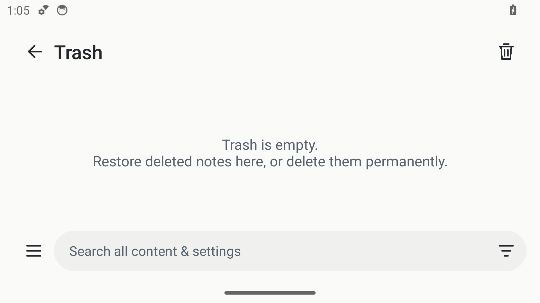 1:05
Trash
Trash is empty.
Restore deleted notes here, or delete them permanently.
Search all content & settings